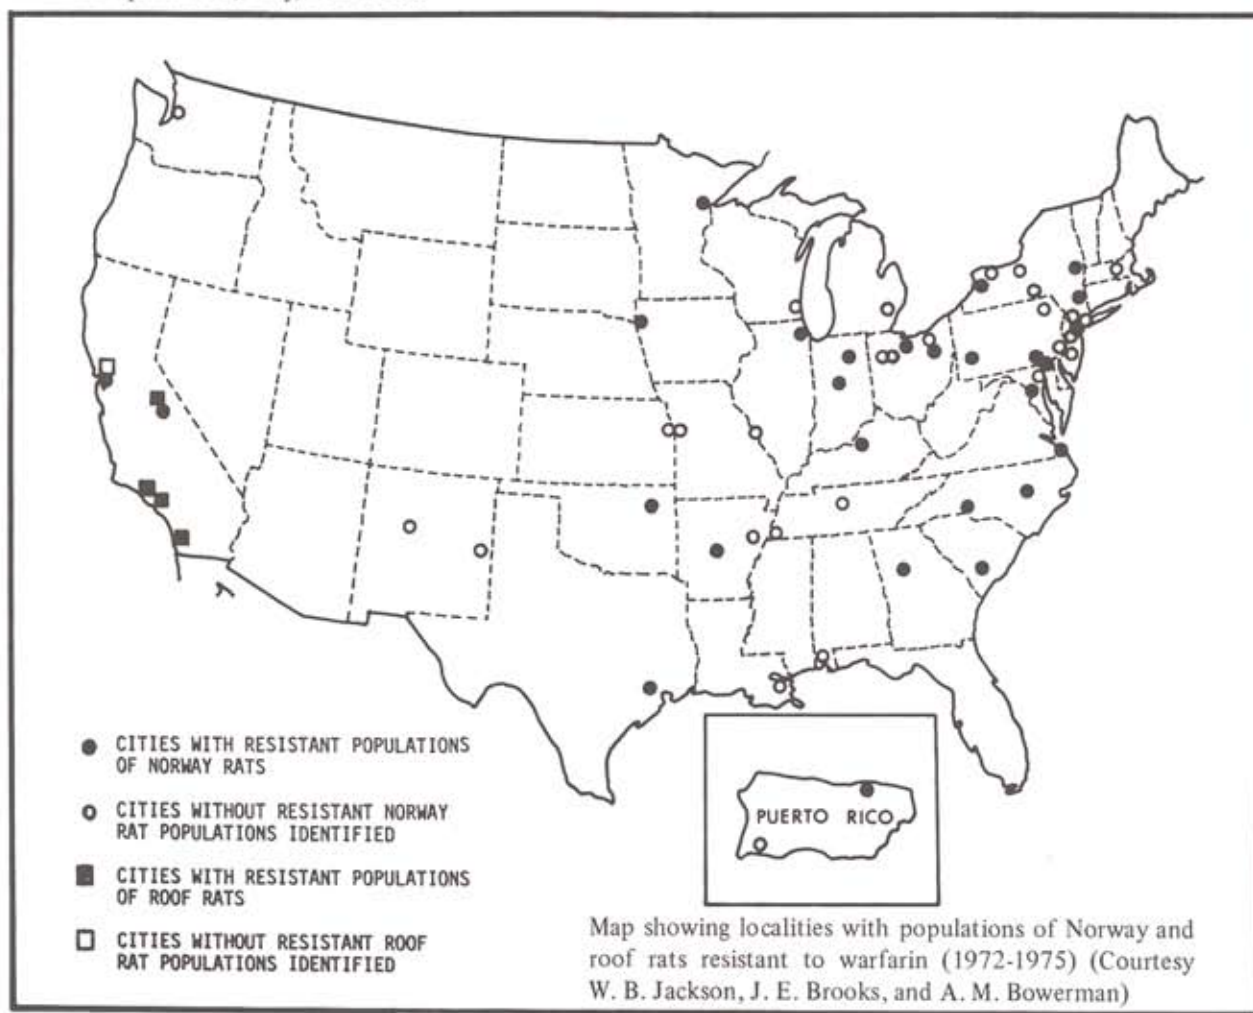 CITIES WITH RESISTANT POPULATIONS
OF NORWAY RATS
CITIES WITHOUT RESISTANT NORWAY
RAT POPULATIONS IDENTIFIED
CITIES WITH RESISTANT POPULATIONS
OF ROOF RATS
CITIES WITHOUT RESISTANT ROOF
RAT POPULATIONS IDENTIFIED
PUERTO RICO
Map showing localities with populations of Norway and
roof rats resistant to warfarin (1972-1975) (Courtesy
W. B. Jackson, J. E. Brooks, and A. M. Bowerman)